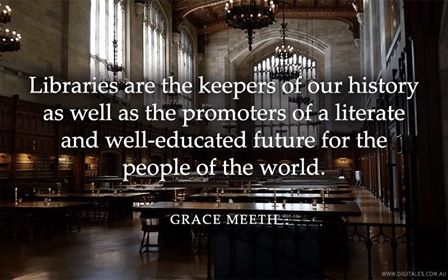 Libraries are the keepers of our history
as well as the promoters of a literate
and well-educated future for the
people of the world.
GRACE MEETH
WWW.DIGITALES.COM.AU